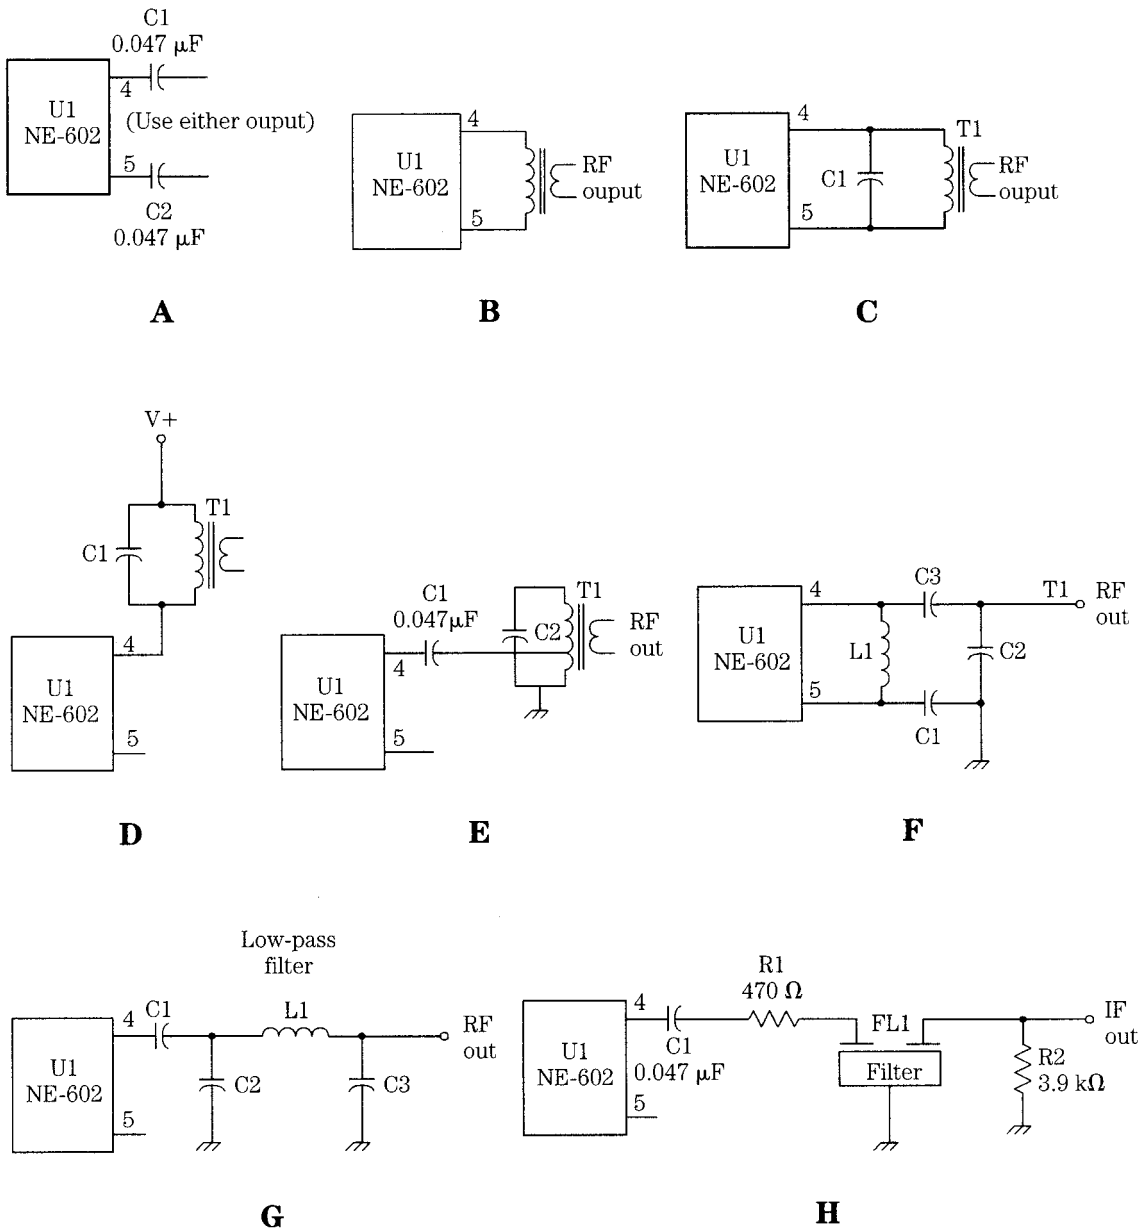 C1
0.047 μF
4
U1
NE-602
(Use either ouput)
5
C2
0.047 μF
A
4
U1
NE-602
RF
ouput
5
B
4
T1
U1
NE-602
C1
RF
ouput
5
C
V+
T1
C1
4
U1
NE-602
5
D
C1
0.047μF
T1
C2
RF
out
4
U1
NE-602
5
E
4
C3
T1
RF
out
U1
NE-602
L1
C2
5
C1
F
Low-pass
filter
4
C1
L1
RF
out
U1
NE-602
C2
C3
5
G
4
R1
470 Ω
FL1
IF
out
U1
NE-602
C1
0.047 μF
Filter
R2
3.9 kΩ
5
H